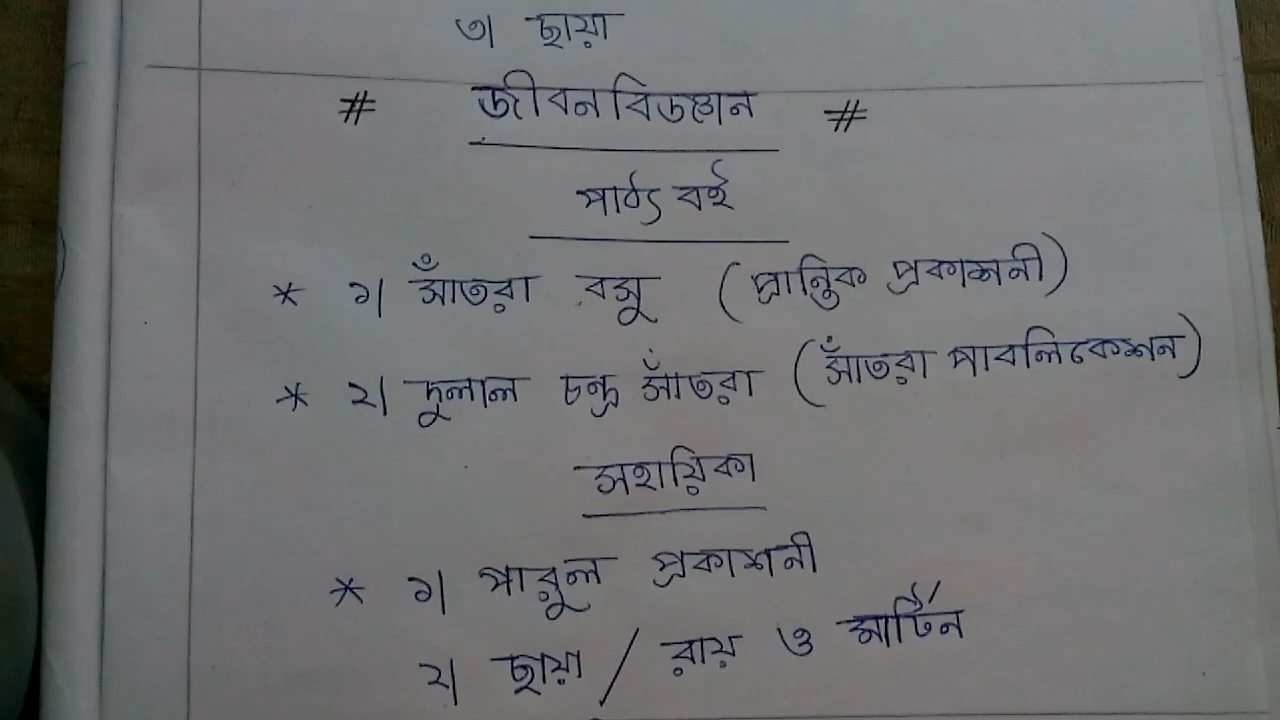 ৩| ছায়া
# জীবনবিজ্ঞান #
পাঠ্য বই
* ১| সাঁতরা বসু (প্রান্তিক প্রকাশনী)
* ২| দুলাল চন্দ্র সাঁতরা (সাঁতরা পাবলিকেশন)
সহায়িকা
* ১| পারুল প্রকাশনী
২| ছায়া / রায় ও মার্টিন